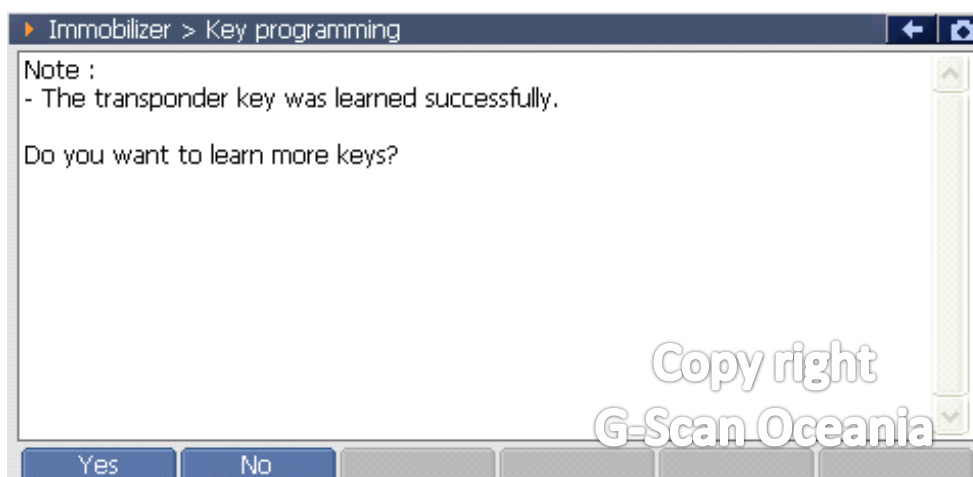 Immobilizer > Key programming
Note :
- The transponder key was learned successfully.
Do you want to learn more keys?
Copy right
G-Scan Oceania
Yes
No